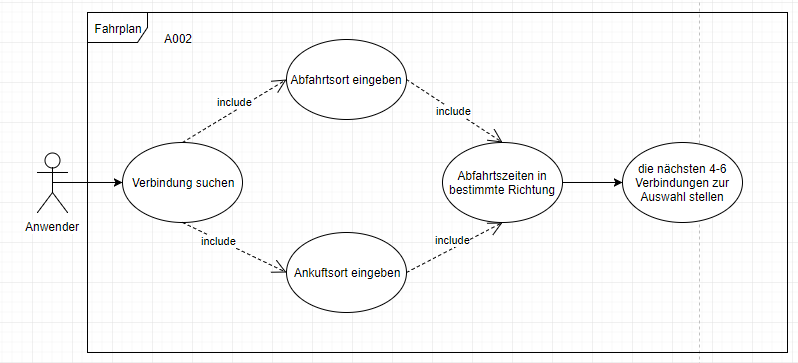 Fahrplan
A002
Abfahrtsort eingeben
include
include
Anwender
Verbindung suchen
Abfahrtszeiten in
bestimmte Richtung
die nächsten 4-6
Verbindungen zur
Auswahl stellen
include
include
Ankuftsort eingeben